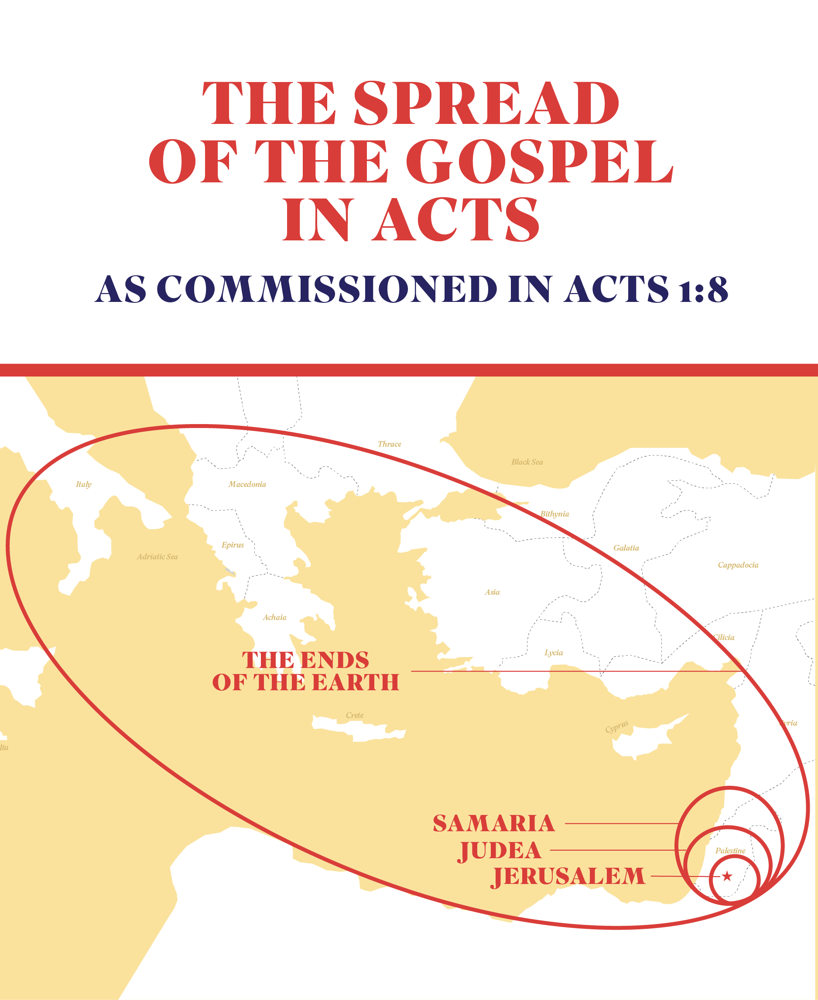 THE SPREAD
OF THE GOSPEL
IN ACTS
AS COMMISSIONED IN ACTS 1:8
Thrace
Black Sea
Italy
Macedonia
Bithynia
Epirus
Galatia
Adriatic Sea
Cappadocia
Asia
Achaia
Cilicia
Lycia
THE ENDS
OF THE EARTH
Crete
Cyprus
Syria
lta
SAMARIA
JUDEA
Palestine
JERUSALEM